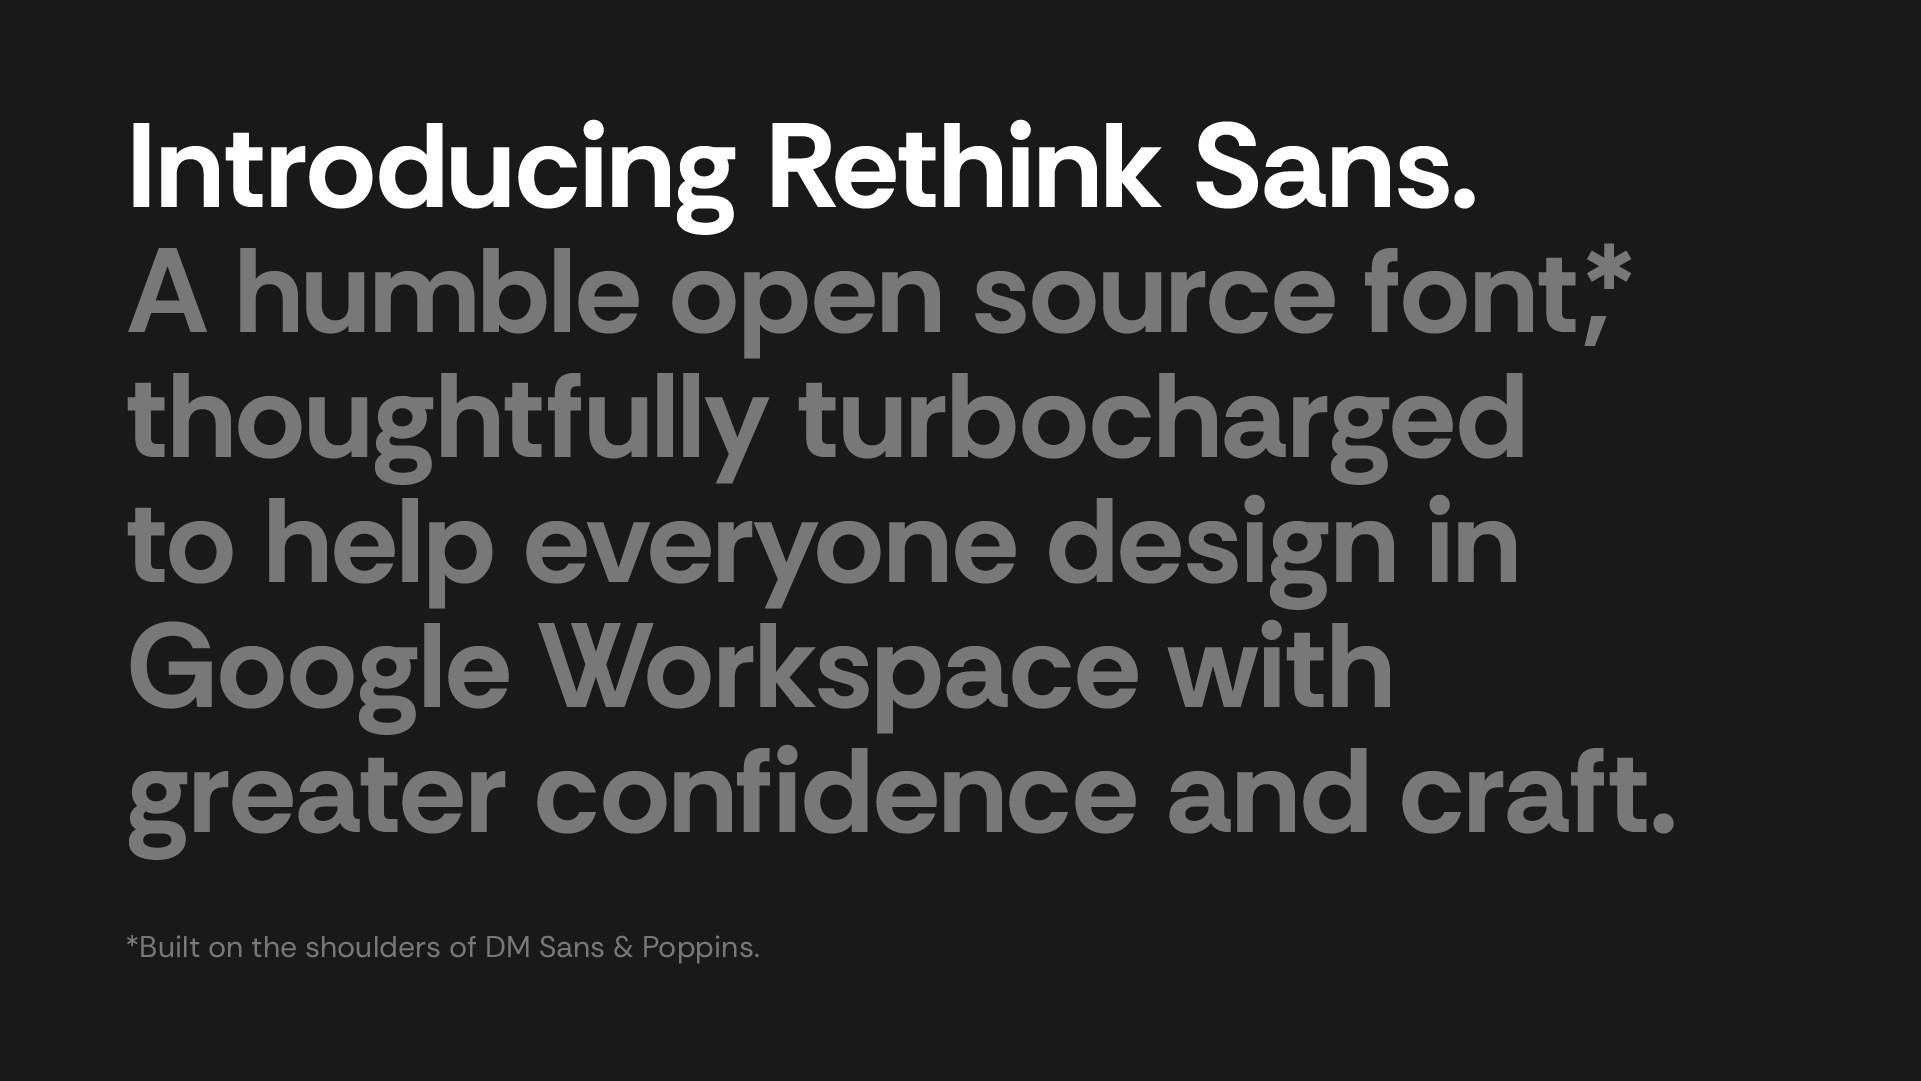 Introducing Rethink Sans.
A humble open source font,*
thoughtfully turbocharged
to help everyone design in
Google Workspace with
greater confidence and craft.
*Built on the shoulders of DM Sans & Poppins.